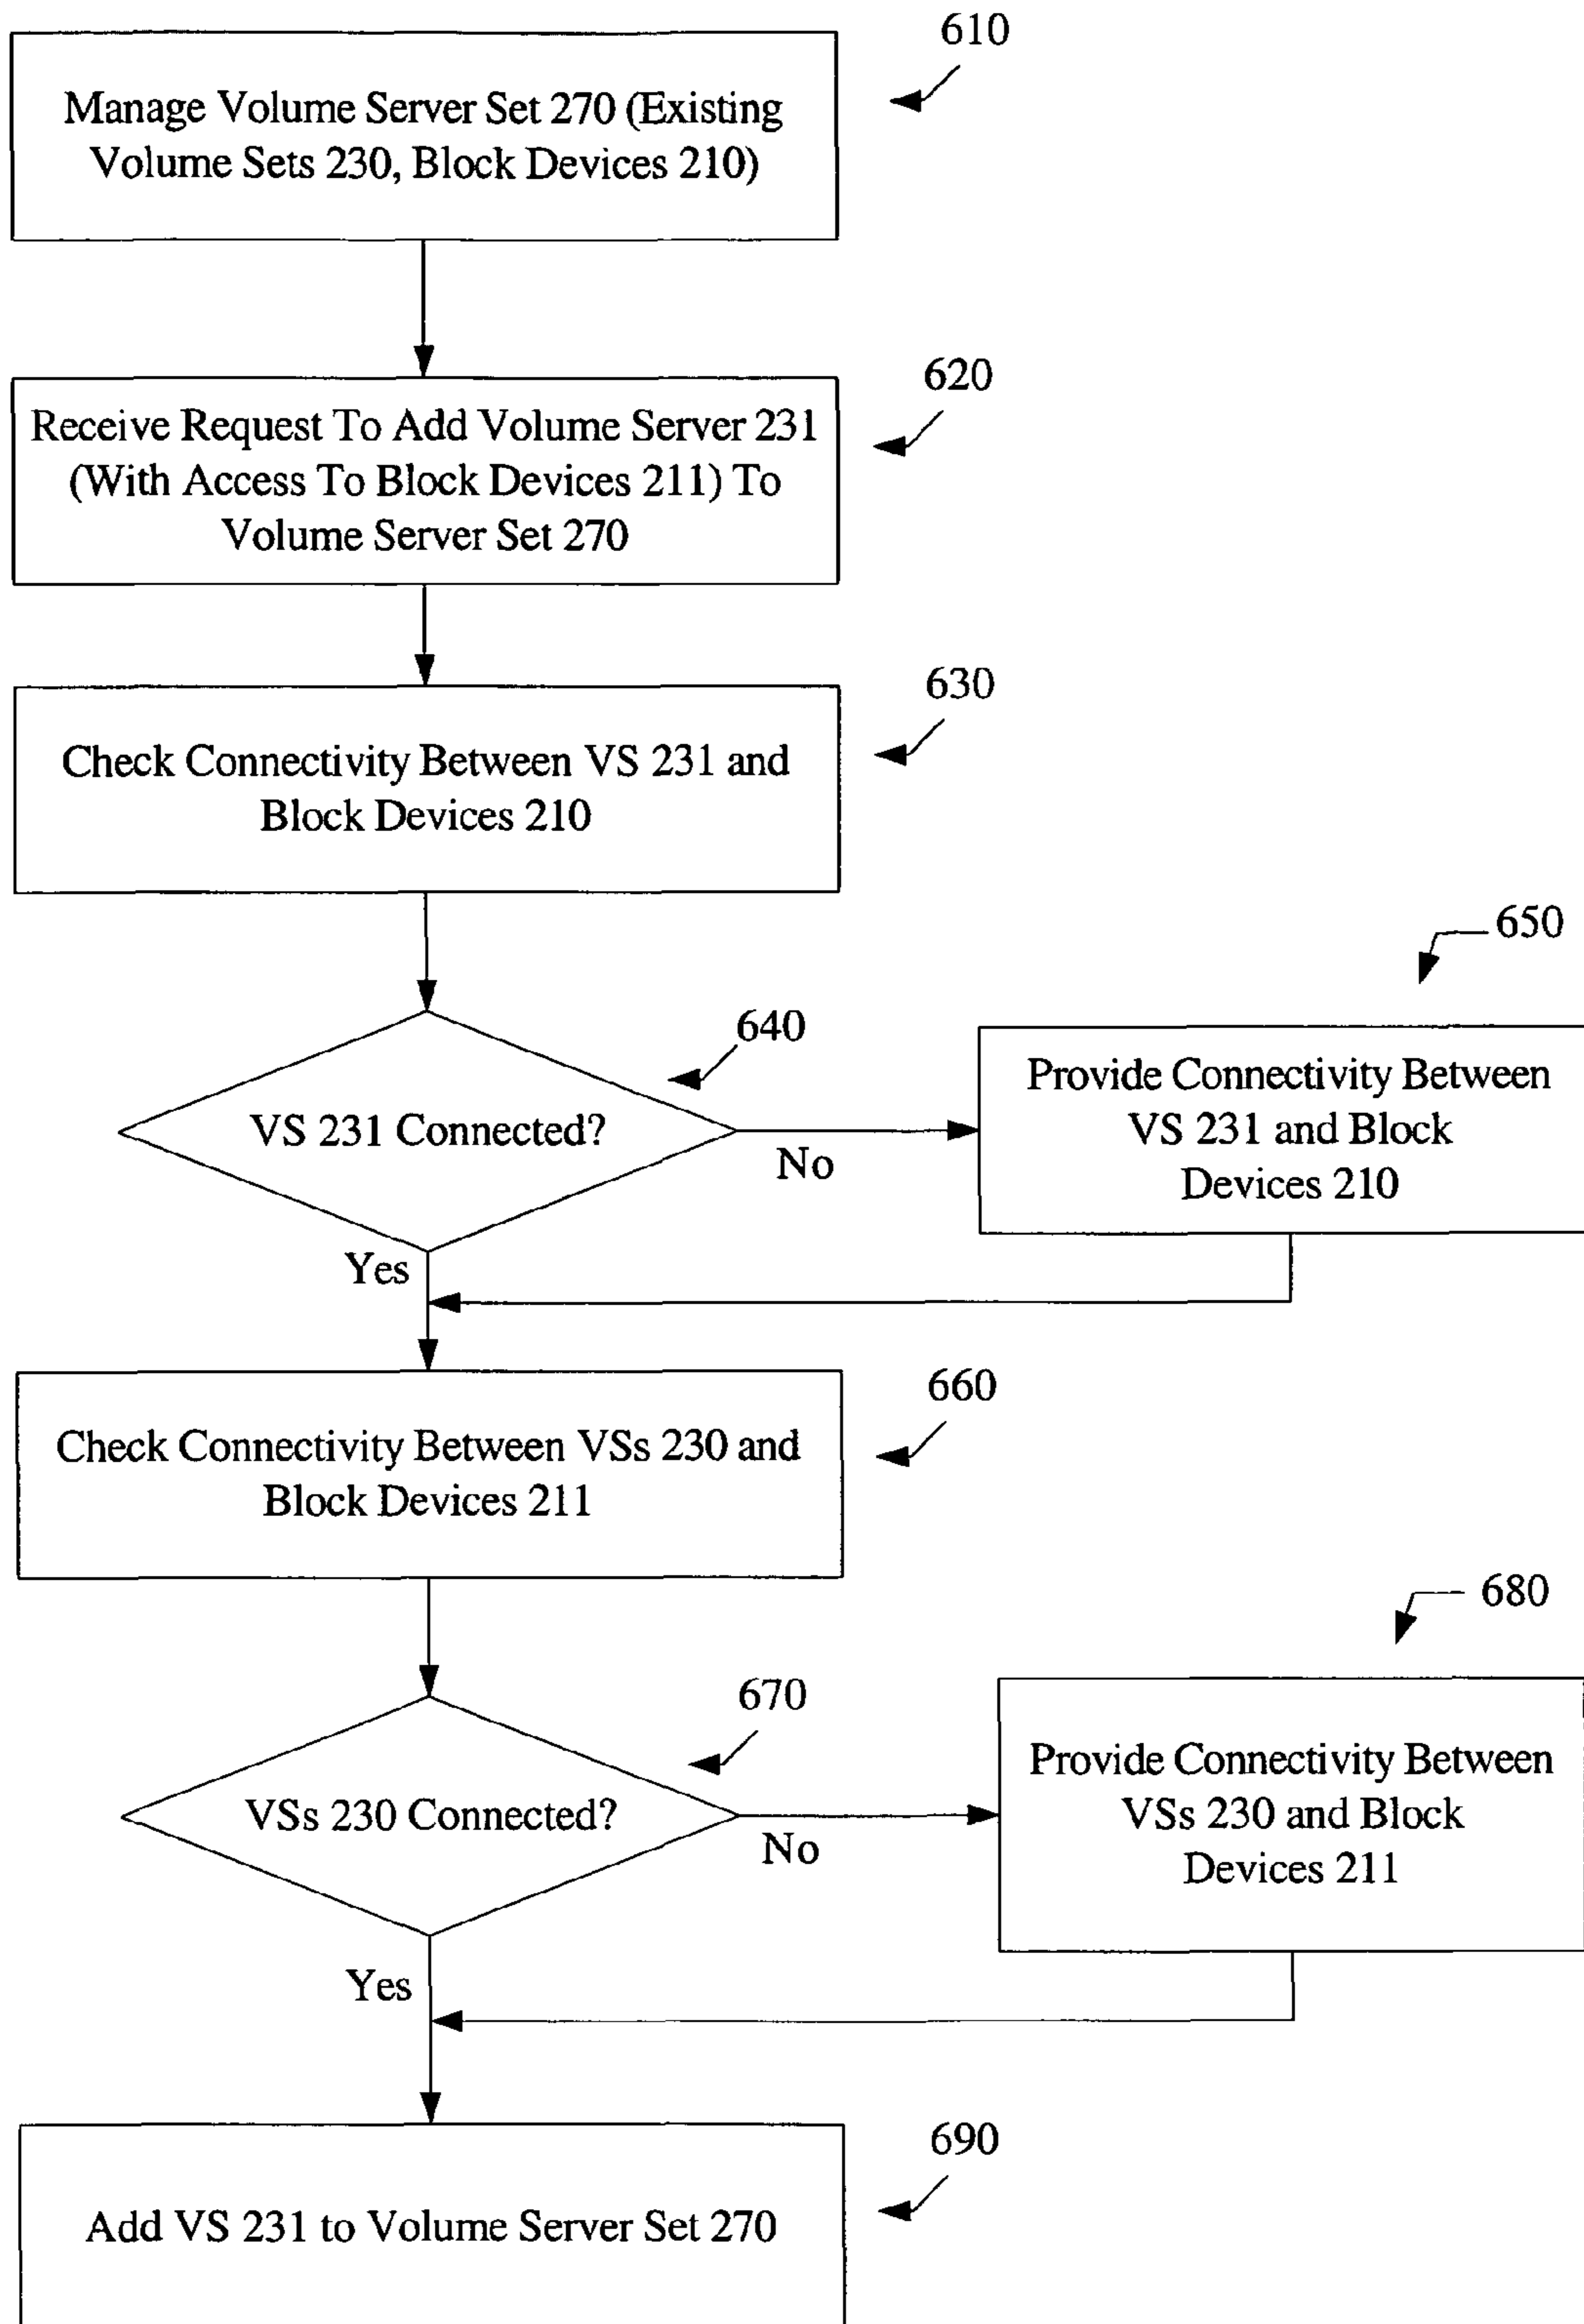 610
Manage Volume Server Set 270 (Existing
Volume Sets 230, Block Devices 210)
620
Receive Request To Add Volume Server 231
(With Access To Block Devices 211) To
Volume Server Set 270
630
Check Connectivity Between VS 231 and
Block Devices 210
650
640
VS 231 Connected?
No
Provide Connectivity Between
VS 231 and Block
Devices 210
Yes
660
Check Connectivity Between VSs 230 and
Block Devices 211
680
670
VSs 230 Connected?
No
Provide Connectivity Between
VSs 230 and Block
Devices 211
Yes
690
Add VS 231 to Volume Server Set 270